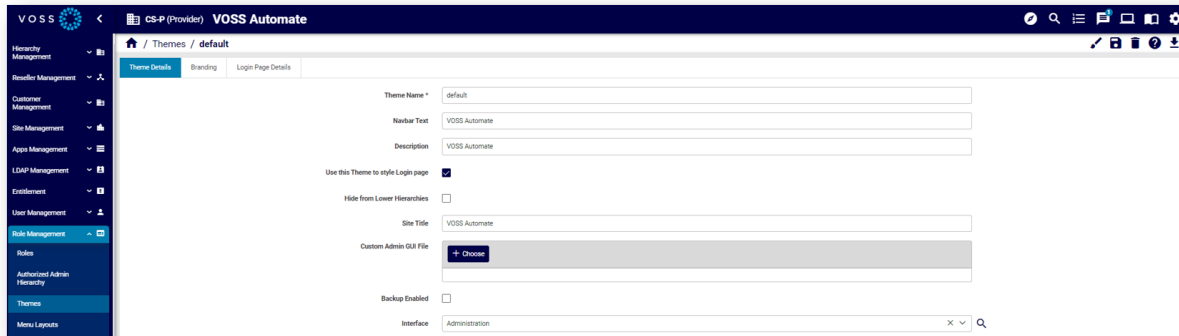 VOSS
CS-P (Provider) VOSS Automate
1
/ Themes / default
Hierarchy
Management
Reseller Management
Customer
Management
Site Management
Apps Management
LDAP Management
Entitlement
User Management
Role Management
Roles
Authorized Admin
Hierarchy
Themes
Menu Layouts
Theme Details Branding Login Page Details
Theme Name * default
Navbar Text VOSS Automate
Description VOSS Automate
Use this Theme to style Login page
Hide from Lower Hierarchies
Site Title VOSS Automate
Custom Admin GUI File
+ Choose
Backup Enabled
Interface Administration